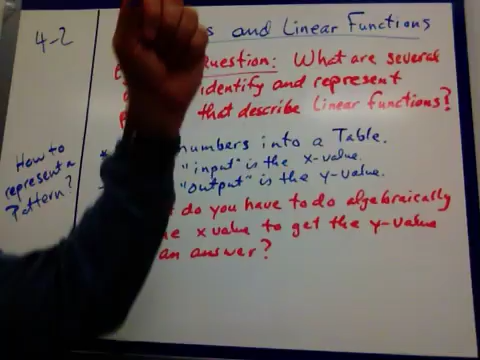 4-2
s and Linear Functions
Question: What are several
identify and represent
that describe linear functions?
How to
represent a
Pattern?
numbers into a Table.
"input" is the x-value.
"output" is the y-value.
do you have to do algebraically
x value to get the y-value
an answer?